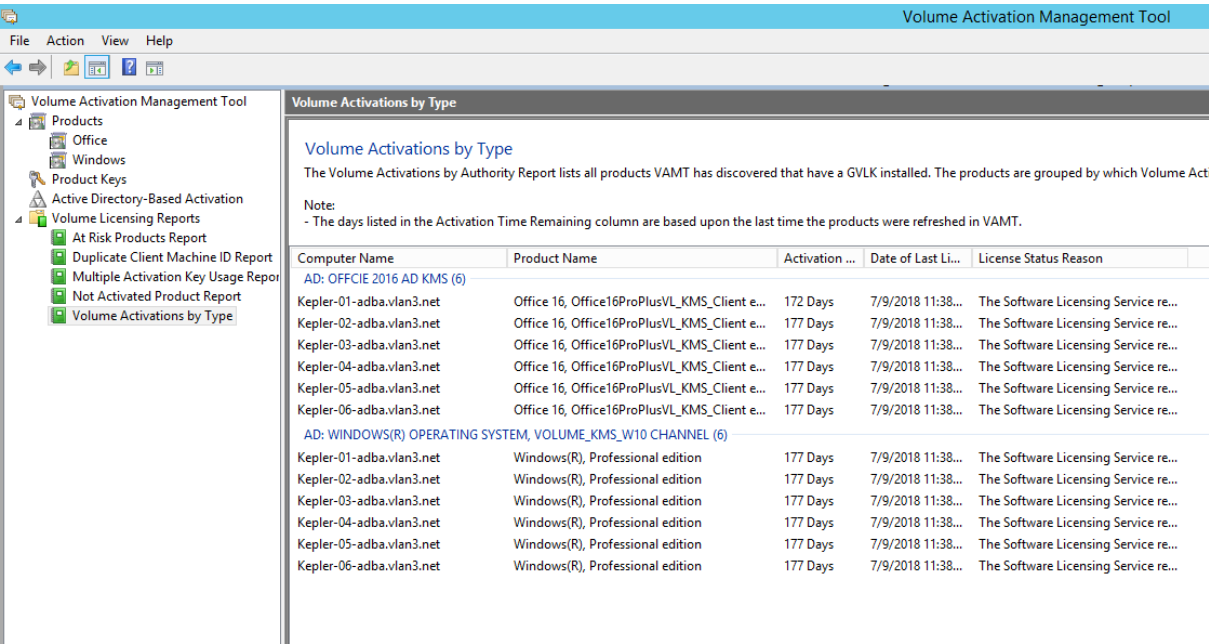 Volume Activation Management Tool
File Action View Help
Volume Activation Management Tool
Products
Office
Windows
Product Keys
Active Directory-Based Activation
Volume Licensing Reports
At Risk Products Report
Duplicate Client Machine ID Report
Multiple Activation Key Usage Repor
Not Activated Product Report
Volume Activations by Type
Volume Activations by Type
Volume Activations by Type
The Volume Activations by Authority Report lists all products VAMT has discovered that have a GVLK installed. The products are grouped by which Volume Acti
Note:
- The days listed in the Activation Time Remaining column are based upon the last time the products were refreshed in VAMT.
Computer Name Product Name Activation ... Date of Last Li... License Status Reason
AD: OFFCIE 2016 AD KMS (6)
Kepler-01-adba.vlan3.net Office 16, Office16ProPlusVL_KMS_Client e... 172 Days 7/9/2018 11:38... The Software Licensing Service re...
Kepler-02-adba.vlan3.net Office 16, Office16ProPlusVL_KMS_Client e... 177 Days 7/9/2018 11:38... The Software Licensing Service re...
Kepler-03-adba.vlan3.net Office 16, Office16ProPlusVL_KMS_Client e... 177 Days 7/9/2018 11:38... The Software Licensing Service re...
Kepler-04-adba.vlan3.net Office 16, Office16ProPlusVL_KMS_Client e... 177 Days 7/9/2018 11:38... The Software Licensing Service re...
Kepler-05-adba.vlan3.net Office 16, Office16ProPlusVL_KMS_Client e... 177 Days 7/9/2018 11:38... The Software Licensing Service re...
Kepler-06-adba.vlan3.net Office 16, Office16ProPlusVL_KMS_Client e... 177 Days 7/9/2018 11:38... The Software Licensing Service re...
AD: WINDOWS(R) OPERATING SYSTEM, VOLUME_KMS_W10 CHANNEL (6)
Kepler-01-adba.vlan3.net Windows(R), Professional edition 177 Days 7/9/2018 11:38... The Software Licensing Service re...
Kepler-02-adba.vlan3.net Windows(R), Professional edition 177 Days 7/9/2018 11:38... The Software Licensing Service re...
Kepler-03-adba.vlan3.net Windows(R), Professional edition 177 Days 7/9/2018 11:38... The Software Licensing Service re...
Kepler-04-adba.vlan3.net Windows(R), Professional edition 177 Days 7/9/2018 11:38... The Software Licensing Service re...
Kepler-05-adba.vlan3.net Windows(R), Professional edition 177 Days 7/9/2018 11:38... The Software Licensing Service re...
Kepler-06-adba.vlan3.net Windows(R), Professional edition 177 Days 7/9/2018 11:38... The Software Licensing Service re...